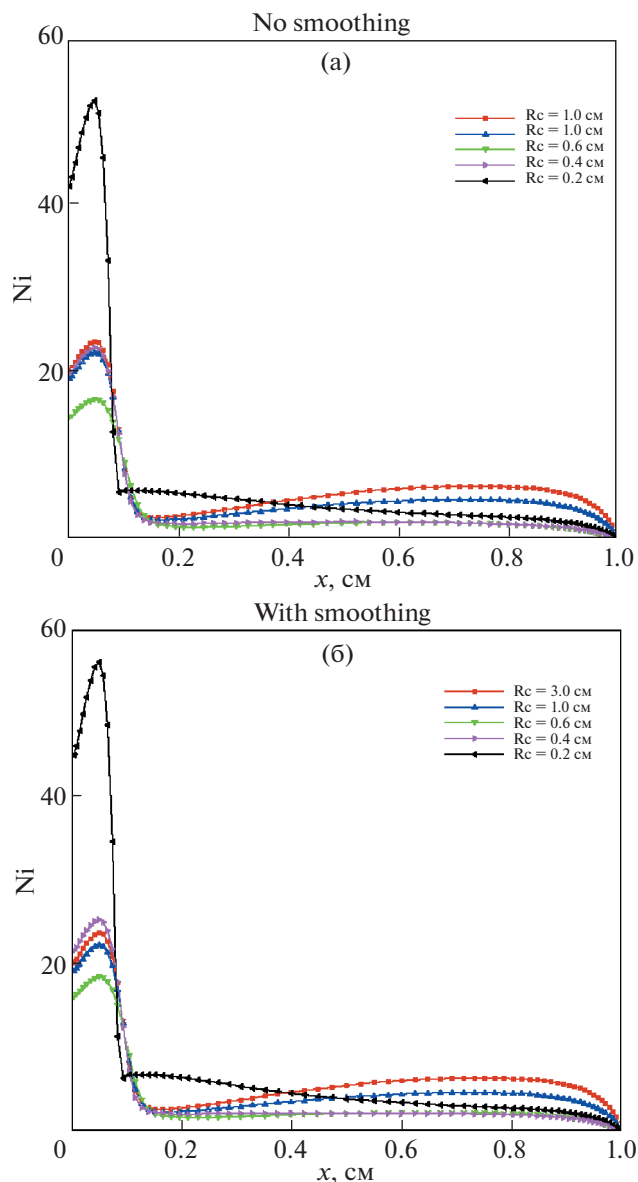 No smoothing
(а)
60
40
20
0
Ni
Rc = 1.0 см
Rc = 1.0 см
Rc = 0.6 см
Rc = 0.4 см
Rc = 0.2 см
0.2
0.4
0.6
0.8
1.0
x, см
With smoothing
(б)
60
40
20
0
Ni
Rc = 3.0 см
Rc = 1.0 см
Rc = 0.6 см
Rc = 0.4 см
Rc = 0.2 см
0.2
0.4
0.6
0.8
1.0
x, см